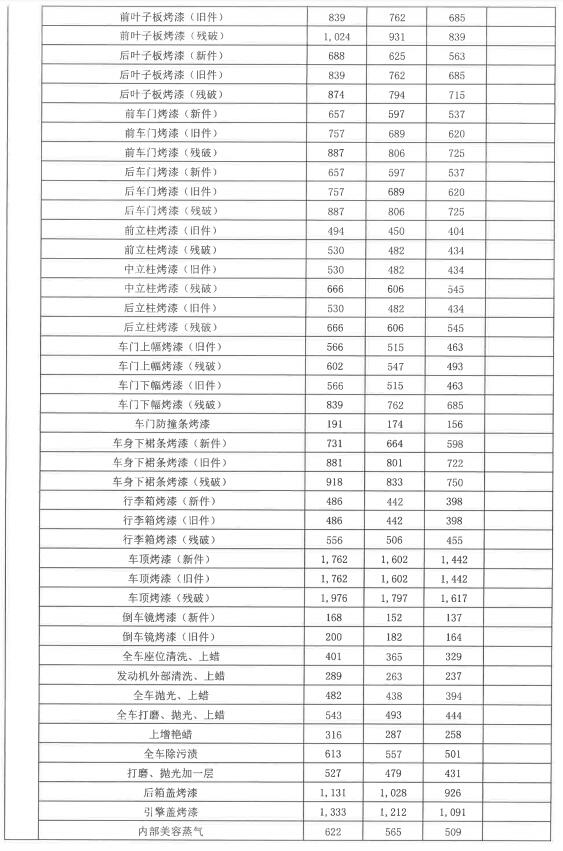 前叶子板烤漆（旧件） 839 762 685
前叶子板烤漆（残破） 1,024 931 839
后叶子板烤漆（新件） 688 625 563
后叶子板烤漆（旧件） 839 762 685
后叶子板烤漆（残破） 874 794 715
前车门烤漆（新件） 657 597 537
前车门烤漆（旧件） 757 689 620
前车门烤漆（残破） 887 806 725
后车门烤漆（新件） 657 597 537
后车门烤漆（旧件） 757 689 620
后车门烤漆（残破） 887 806 725
前立柱烤漆（旧件） 494 450 404
前立柱烤漆（残破） 530 482 434
中立柱烤漆（旧件） 530 482 434
中立柱烤漆（残破） 666 606 545
后立柱烤漆（旧件） 530 482 434
后立柱烤漆（残破） 666 606 545
车门上幅烤漆（旧件） 566 515 463
车门上幅烤漆（残破） 602 547 493
车门下幅烤漆（旧件） 566 515 463
车门下幅烤漆（残破） 839 762 685
车门防撞条烤漆 191 174 156
车身下裙条烤漆（新件） 731 664 598
车身下裙条烤漆（旧件） 881 801 722
车身下裙条烤漆（残破） 918 833 750
行李箱烤漆（新件） 486 442 398
行李箱烤漆（旧件） 486 442 398
行李箱烤漆（残破） 556 506 455
车顶烤漆（新件） 1,762 1,602 1,442
车顶烤漆（旧件） 1,762 1,602 1,442
车顶烤漆（残破） 1,976 1,797 1,617
倒车镜烤漆（新件） 168 152 137
倒车镜烤漆（旧件） 200 182 164
全车座位清洗、上蜡 401 365 329
发动机外部清洗、上蜡 289 263 237
全车抛光、上蜡 482 438 394
全车打磨、抛光、上蜡 543 493 444
上增艳蜡 316 287 258
全车除污渍 613 557 501
打磨、抛光加一层 527 479 431
后箱盖烤漆 1,131 1,028 926
引擎盖烤漆 1,333 1,212 1,091
内部美容蒸气 622 565 509